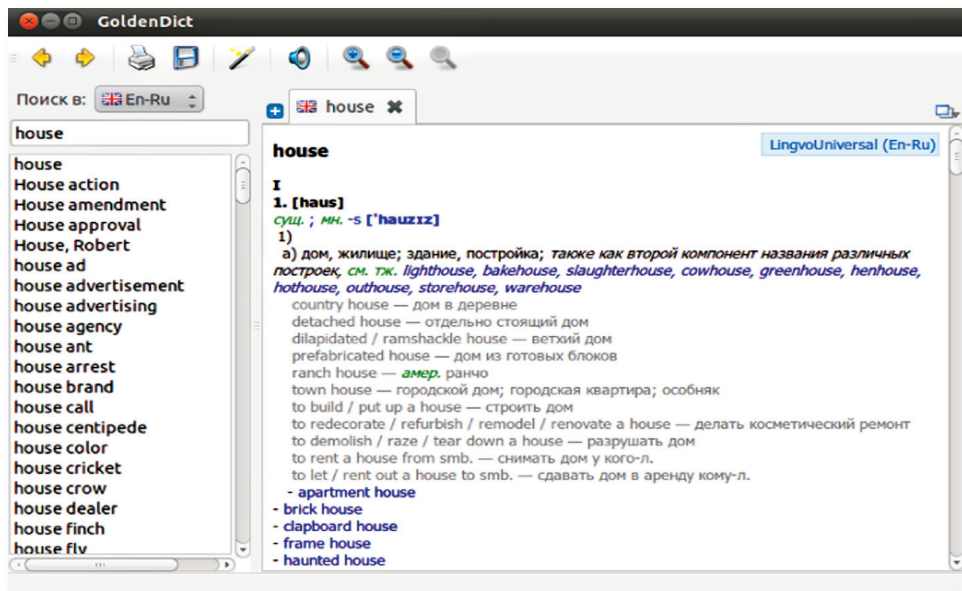 GoldenDict
Поиск в: En-Ru
house
house
House action
House amendment
House approval
House, Robert
house ad
house advertisement
house advertising
house agency
house ant
house arrest
house brand
house call
house centipede
house color
house cricket
house crow
house dealer
house finch
house fly
house
LingvoUniversal (En-Ru)
house
I
1. [haus]
сущ. ; мн. -s ['hauzɪz]
1)
а) дом, жилище; здание, постройка; также как второй компонент названия различных
построек, см. тж. lighthouse, bakehouse, slaughterhouse, cowhouse, greenhouse, henhouse,
hothouse, outhouse, storehouse, warehouse
country house — дом в деревне
detached house — отдельно стоящий дом
dilapidated / ramshackle house — ветхий дом
prefabricated house — дом из готовых блоков
ranch house — амер. ранчо
town house — городской дом; городская квартира; особняк
to build / put up a house — строить дом
to redecorate / refurbish / remodel / renovate a house — делать косметический ремонт
to demolish / raze / tear down a house — разрушать дом
to rent a house from smb. — снимать дом у кого-л.
to let / rent out a house to smb. — сдавать дом в аренду кому-л.
- apartment house
- brick house
- clapboard house
- frame house
- haunted house